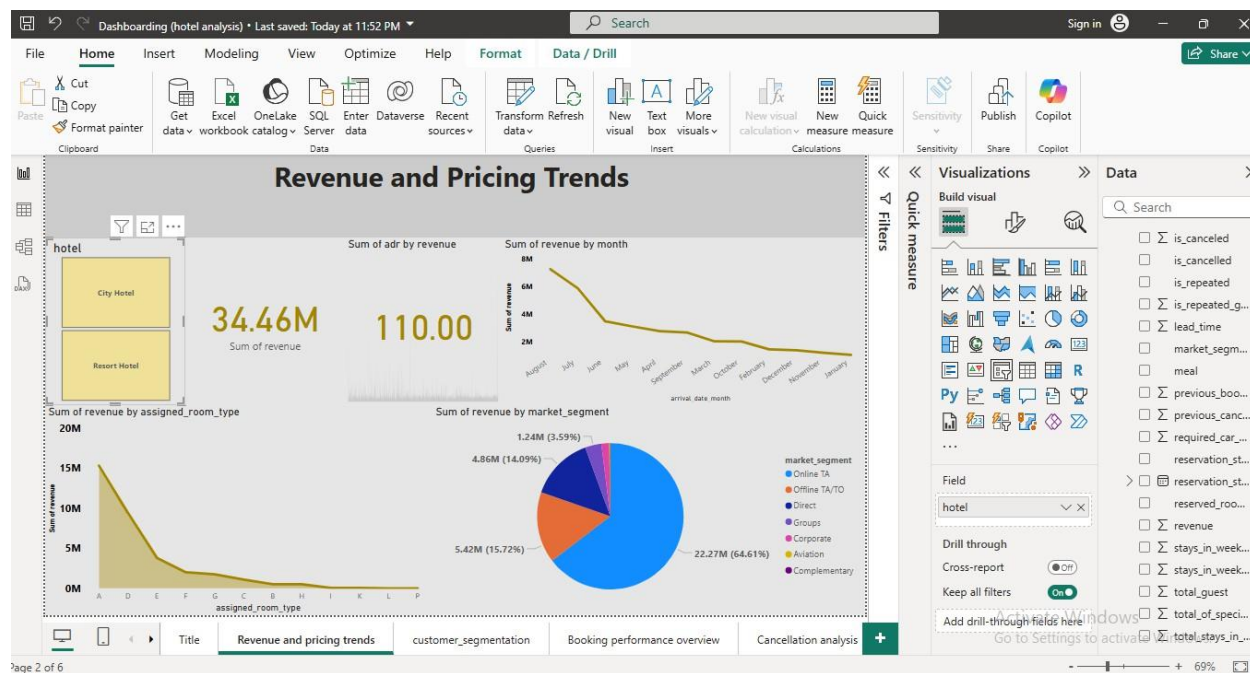 Dashboarding (hotel analysis) • Last saved: Today at 11:52 PM
Search
Sign in
File Home Insert Modeling View Optimize Help Format Data / Drill
Share
Paste
Cut
Copy
Format painter
Clipboard
Get data
Excel workbook
OneLake catalog
SQL Server
Enter data
Dataverse
Recent sources
Data
Transform data
Refresh
Queries
New visual
Text box
More visuals
Insert
New visual calculation
New measure
Quick measure
Calculations
Sensitivity
Sensitivity
Publish
Share
Copilot
Copilot
Revenue and Pricing Trends
hotel
City Hotel
Resort Hotel
34.46M
Sum of revenue
Sum of adr by revenue
110.00
Sum of revenue by month
Sum of revenue
8M
6M
4M
2M
August July June May April September March October February December November January
arrival_date_month
Sum of revenue by assigned_room_type
Sum of revenue
20M
15M
10M
5M
0M
A D E F G C B H I K L P
assigned_room_type
Sum of revenue by market_segment
1.24M (3.59%)
4.86M (14.09%)
5.42M (15.72%)
22.27M (64.61%)
market_segment
Online TA
Offline TA/TO
Direct
Groups
Corporate
Aviation
Complementary
Filters
Quick measure
Visualizations
Build visual
123
R
Py
...
Field
hotel
Drill through
Cross-report
Off
Keep all filters
On
Add drill-through fields here
Data
Search
is_canceled
is_cancelled
is_repeated
is_repeated_g...
lead_time
market_segm...
meal
previous_boo...
previous_canc...
required_car_...
reservation_st...
reservation_st...
reserved_roo...
revenue
stays_in_week...
stays_in_week...
total_guest
total_of_speci...
total_stays_in_...
Activate Windows
Go to Settings to activate Windows.
Title
Revenue and pricing trends
customer_segmentation
Booking performance overview
Cancellation analysis
Page 2 of 6
69%